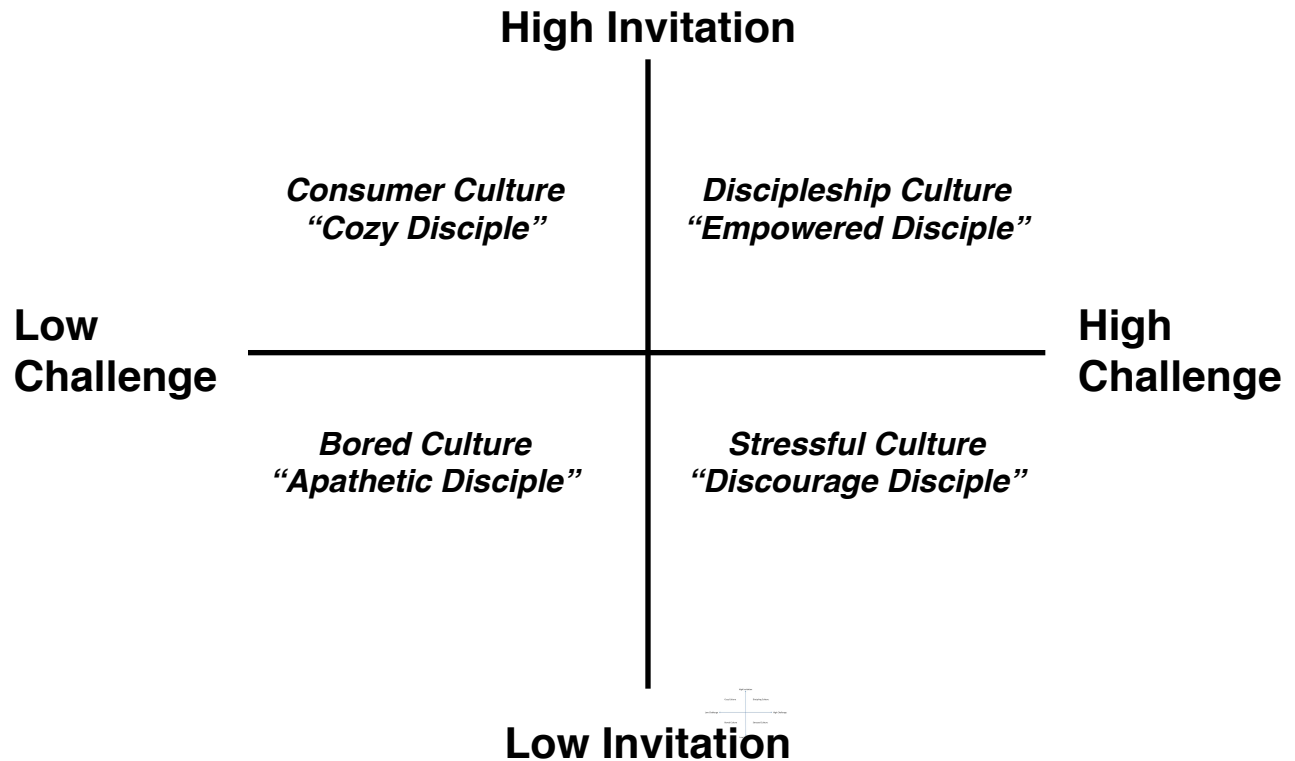 High Invitation
Consumer Culture
“Cozy Disciple”
Discipleship Culture
“Empowered Disciple”
Low
Challenge
High
Challenge
Bored Culture
“Apathetic Disciple”
Stressful Culture
“Discourage Disciple”
Low Invitation